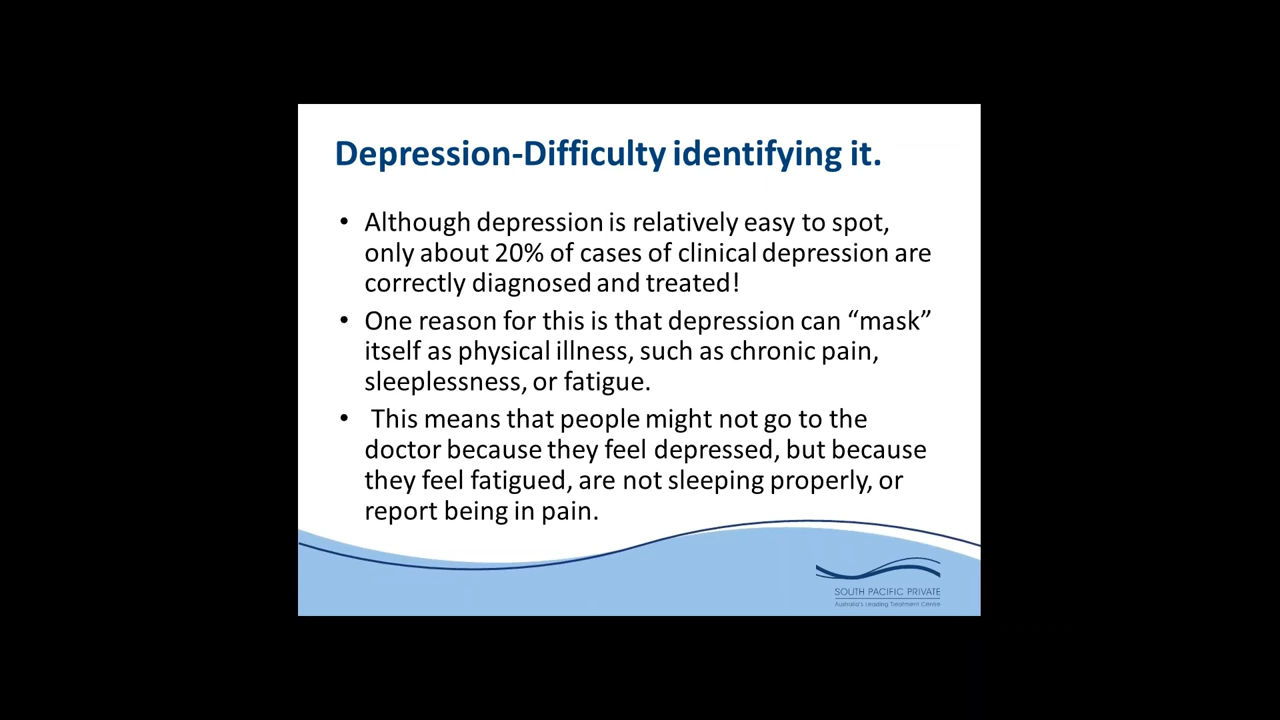 Depression-Difficulty identifying it.
• Although depression is relatively easy to spot,
only about 20% of cases of clinical depression are
correctly diagnosed and treated!
• One reason for this is that depression can “mask”
itself as physical illness, such as chronic pain,
sleeplessness, or fatigue.
• This means that people might not go to the
doctor because they feel depressed, but because
they feel fatigued, are not sleeping properly, or
report being in pain.
SOUTH PACIFIC PRIVATE
Australia's Leading Treatment Centre